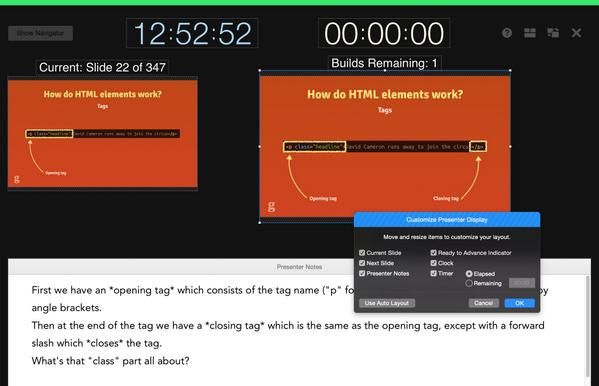 Show Navigator
12:52:52
00:00:00
Current: Slide 22 of 347
Builds Remaining: 1
How do HTML elements work?
Tags
<p class="headline">David Cameron runs away to join the circus</p>
Opening tag
How do HTML elements work?
Tags
<p class="headline">David Cameron runs away to join the circus</p>
Opening tag
Closing tag
Customize Presenter Display
Move and resize items to customize your layout.
Current Slide
Ready to Advance Indicator
Next Slide
Clock
Presenter Notes
Timer
Elapsed
Remaining
Use Auto Layout
Cancel
OK
Presenter Notes
First we have an *opening tag* which consists of the tag name ("p" fo by
angle brackets.
Then at the end of the tag we have a *closing tag* which is the same as the opening tag, except with a forward
slash which *closes* the tag.
What's that "class" part all about?